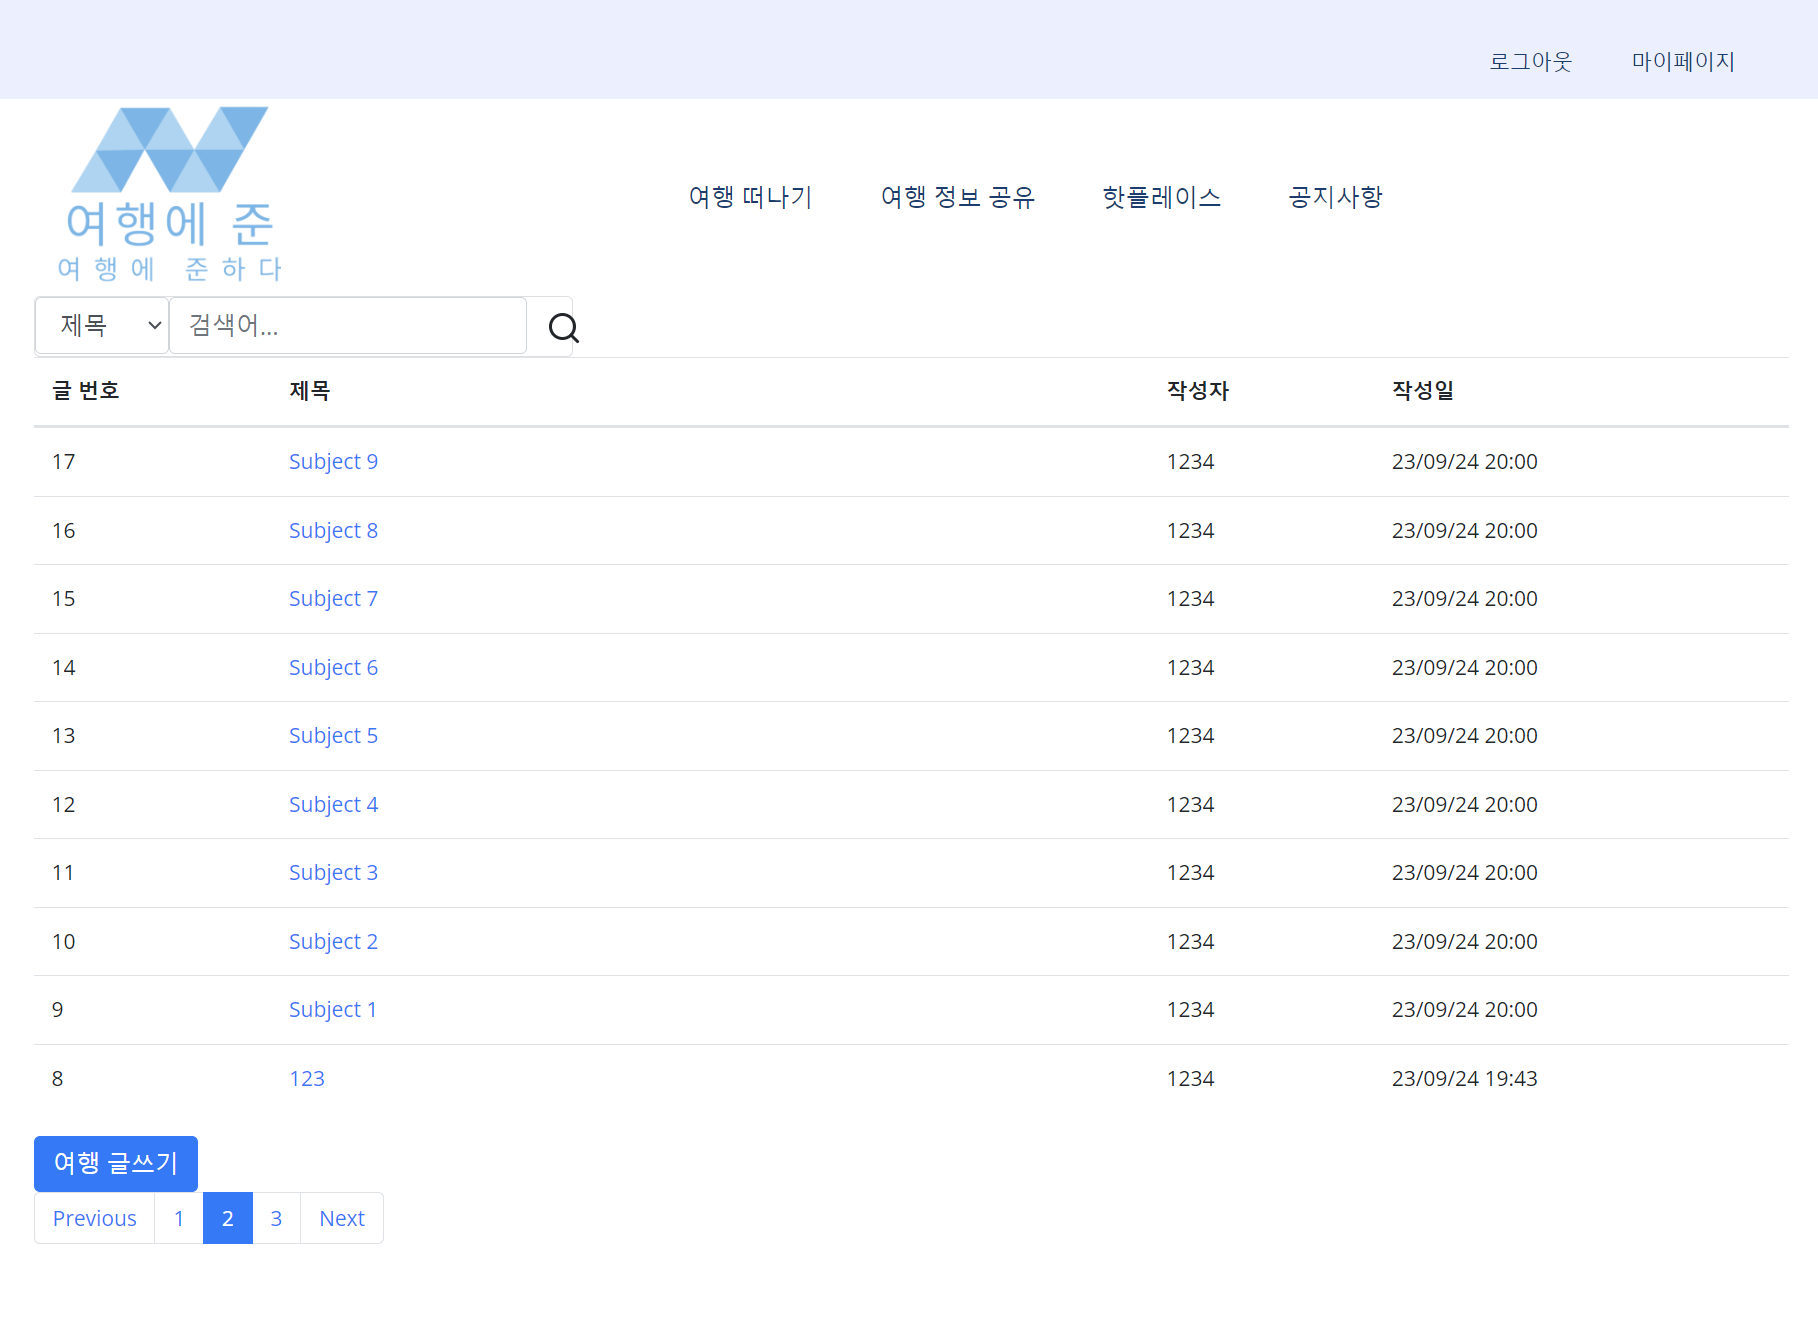 로그아웃 마이페이지
여행에 준
여행에 준하다
여행 떠나기 여행 정보 공유 핫플레이스 공지사항
제목 검색어...
글 번호 제목 작성자 작성일
17 Subject 9 1234 23/09/24 20:00
16 Subject 8 1234 23/09/24 20:00
15 Subject 7 1234 23/09/24 20:00
14 Subject 6 1234 23/09/24 20:00
13 Subject 5 1234 23/09/24 20:00
12 Subject 4 1234 23/09/24 20:00
11 Subject 3 1234 23/09/24 20:00
10 Subject 2 1234 23/09/24 20:00
9 Subject 1 1234 23/09/24 20:00
8 123 1234 23/09/24 19:43
여행 글쓰기
Previous 1 2 3 Next